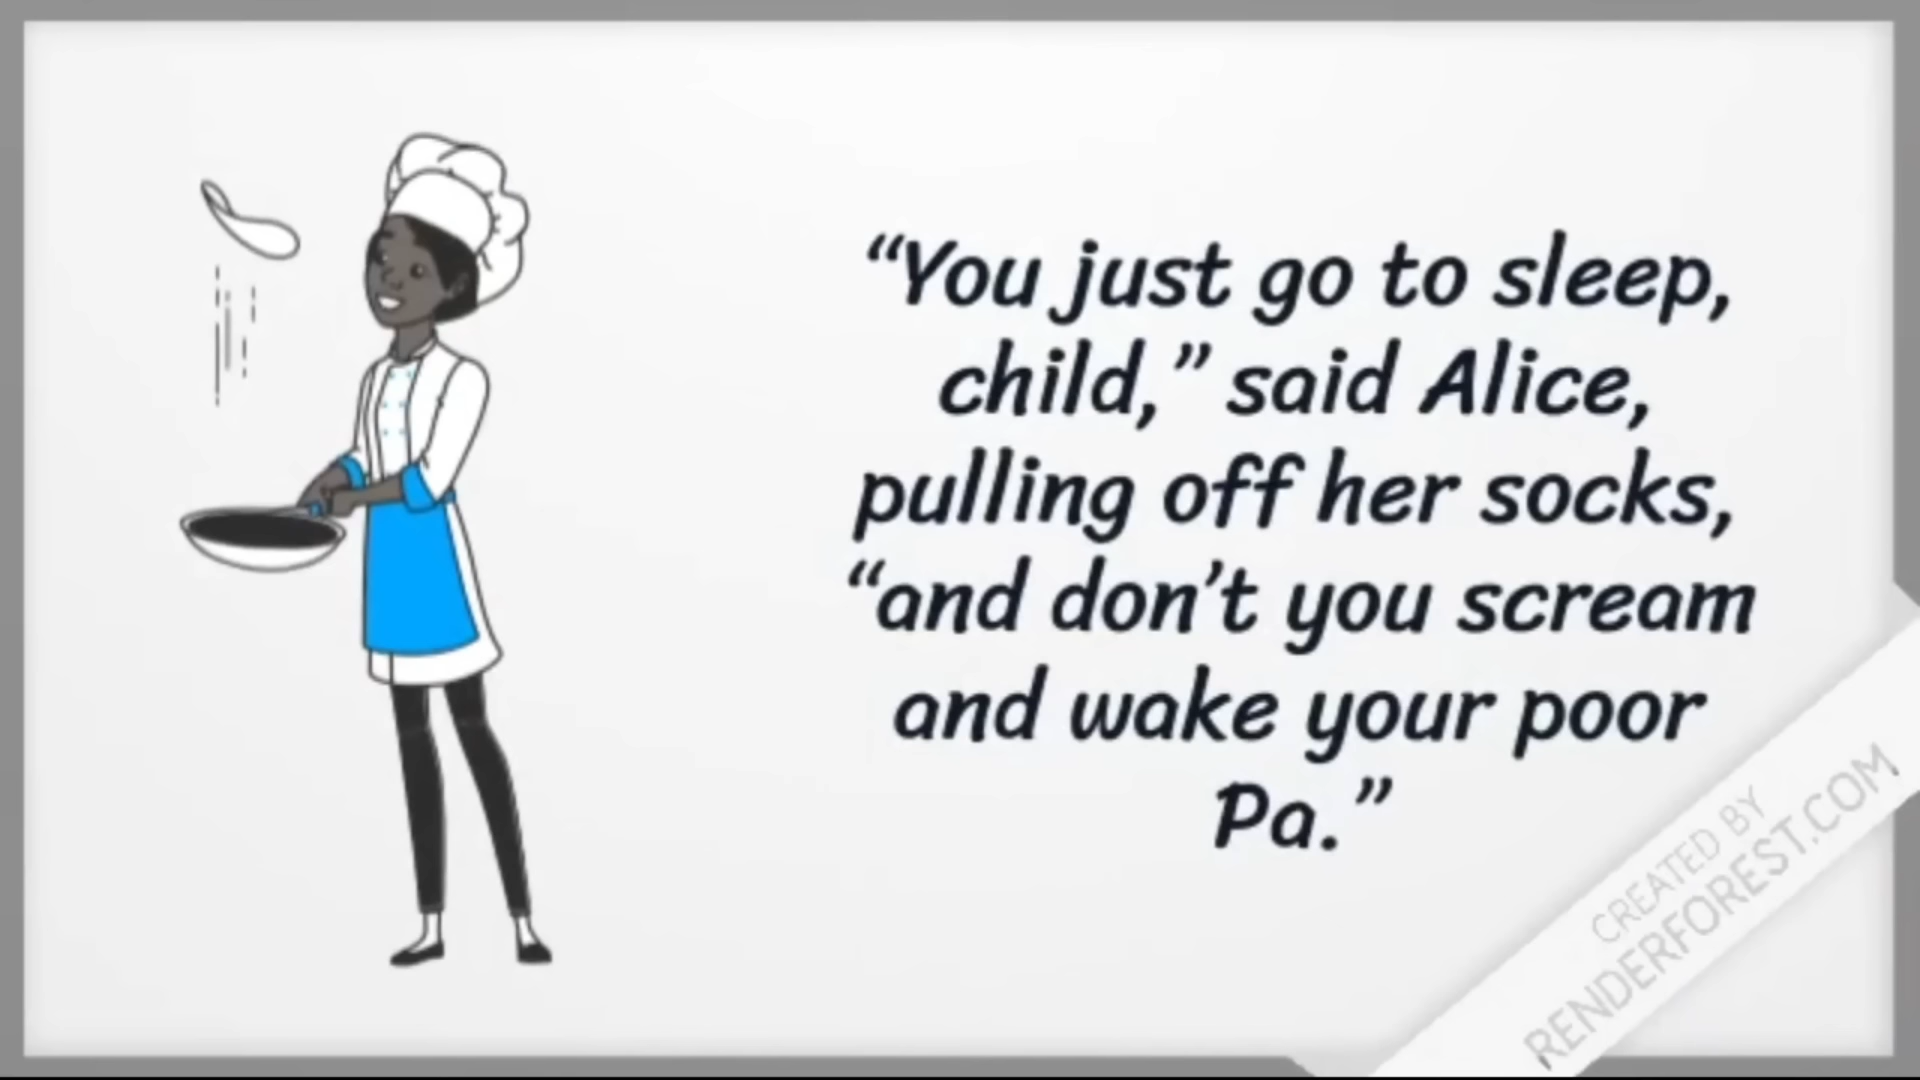 “You just go to sleep,
child,” said Alice,
pulling off her socks,
“and don’t you scream
and wake your poor
Pa.”
CREATED BY
RENDERFOREST.COM